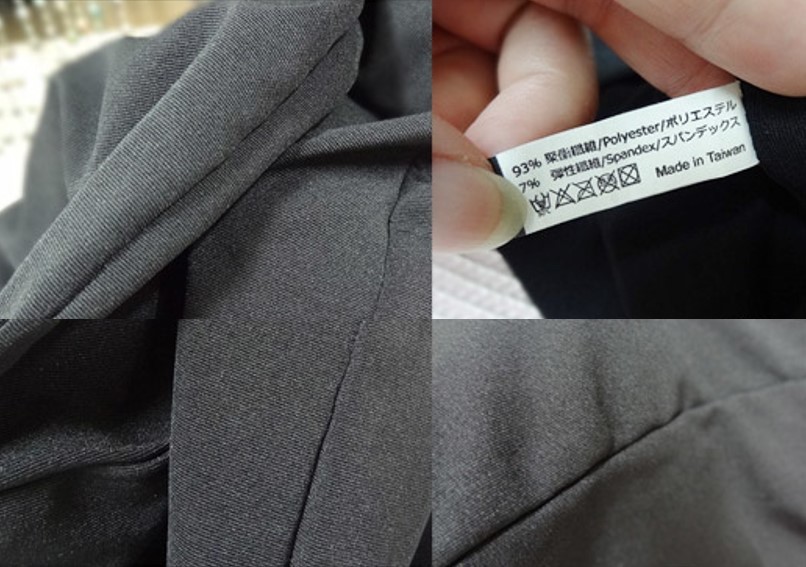 93% 聚酯纖維/Polyester/ポリエステル
7% 彈性纖維/Spandex/スパンデックス
Made in Taiwan